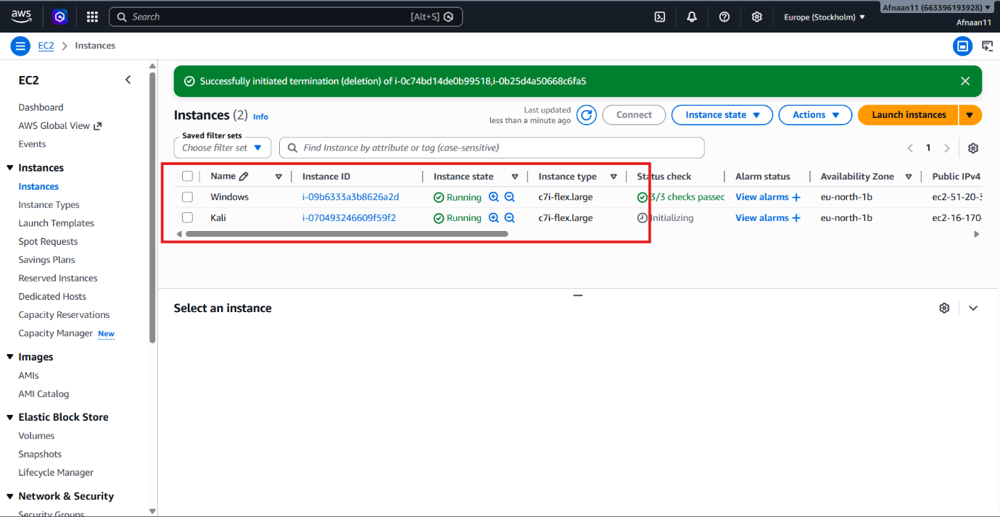 aws
Search [Alt+S]
Europe (Stockholm)
Afnaan11 (663396193928)
Afnaan11
EC2 Instances
EC2
Dashboard
AWS Global View
Events
Instances
Instances
Instance Types
Launch Templates
Spot Requests
Savings Plans
Reserved Instances
Dedicated Hosts
Capacity Reservations
Capacity Manager New
Images
AMIs
AMI Catalog
Elastic Block Store
Volumes
Snapshots
Lifecycle Manager
Network & Security
Security Groups
Successfully initiated termination (deletion) of i-0c74bd14de0b99518,i-0b25d4a50668c6fa5
Instances (2) Info
Last updated
less than a minute ago
Connect Instance state Actions Launch instances
Saved filter sets
Choose filter set
Find Instance by attribute or tag (case-sensitive)
1
Name Instance ID Instance state Instance type Status check Alarm status Availability Zone Public IPv4
Windows i-09b6333a3b8626a2d Running c7i-flex.large 3/3 checks passed View alarms + eu-north-1b ec2-51-20-3
Kali i-070493246609f59f2 Running c7i-flex.large Initializing View alarms + eu-north-1b ec2-16-170-
Select an instance